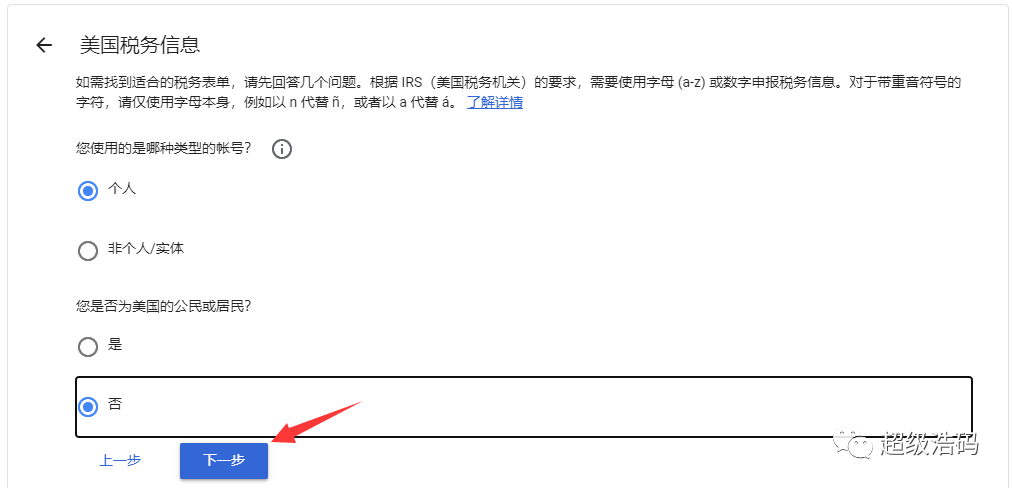 美国税务信息
如需找到适合的税务表单，请先回答几个问题。根据 IRS（美国税务机关）的要求，需要使用字母 (a-z) 或数字申报税务信息。对于带重音符号的
字符，请仅使用字母本身，例如以 n 代替 ñ，或者以 a 代替 á。 了解详情
您使用的是哪种类型的帐号？
个人
非个人/实体
您是否为美国的公民或居民？
是
否
上一步 下一步
超级浩码